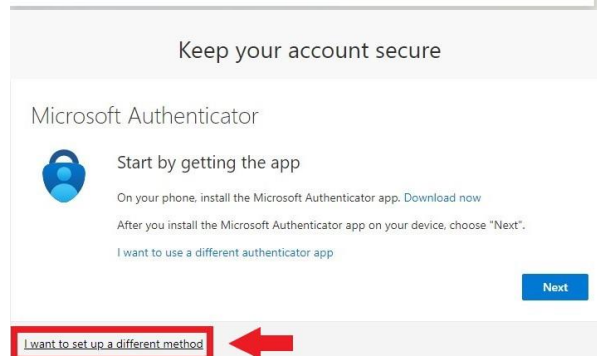 Keep your account secure
Microsoft Authenticator
Start by getting the app
On your phone, install the Microsoft Authenticator app. Download now
After you install the Microsoft Authenticator app on your device, choose "Next".
I want to use a different authenticator app
Next
I want to set up a different method